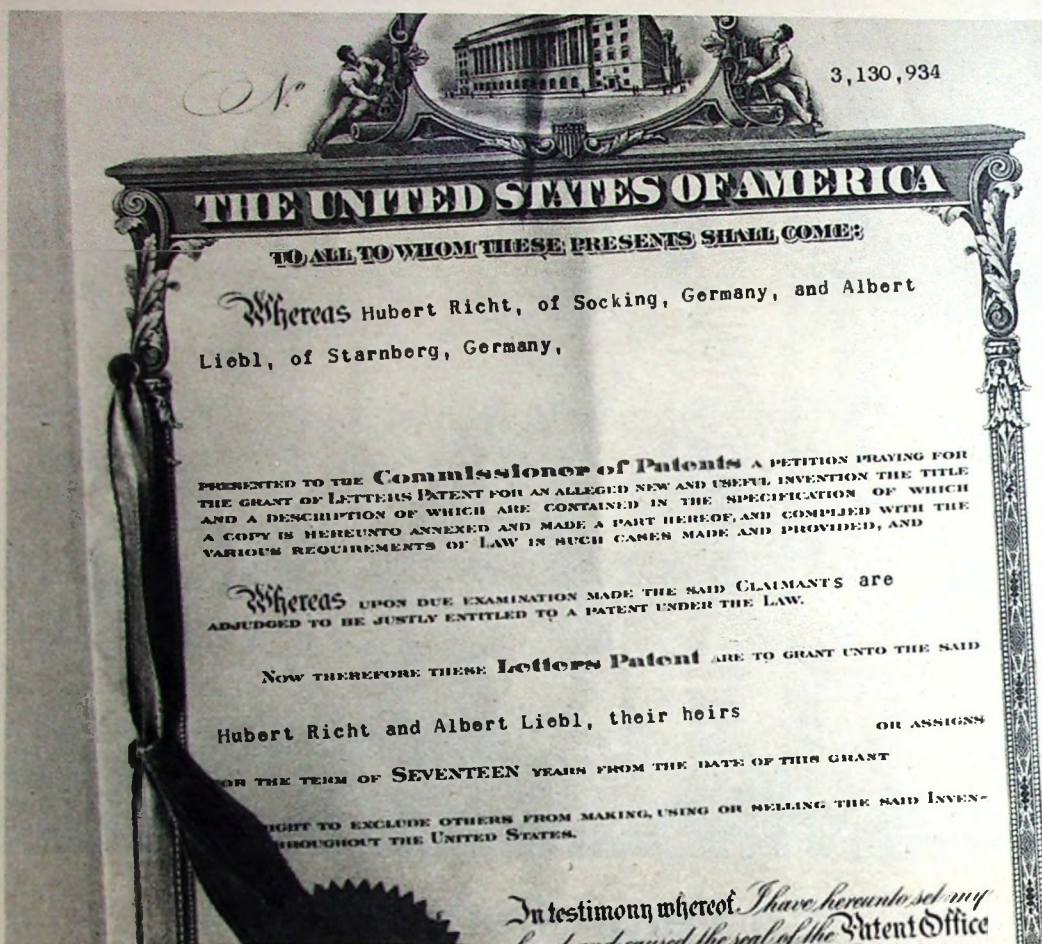 No 3,130,934
THE UNITED STATES OF AMERICA
TO ALL TO WHOM THESE PRESENTS SHALL COME:
Whereas Hubert Richt, of Socking, Germany, and Albert
Liebl, of Starnberg, Germany,
PRESENTED TO THE Commissioner of Patents A PETITION PRAYING FOR
THE GRANT OF LETTERS PATENT FOR AN ALLEGED NEW AND USEFUL INVENTION THE TITLE
AND A DESCRIPTION OF WHICH ARE CONTAINED IN THE SPECIFICATION OF WHICH
A COPY IS HEREUNTO ANNEXED AND MADE A PART HEREOF, AND COMPLIED WITH THE
VARIOUS REQUIREMENTS OF LAW IN SUCH CASES MADE AND PROVIDED, AND
Whereas UPON DUE EXAMINATION MADE THE SAID CLAIMANTS are
ADJUDGED TO BE JUSTLY ENTITLED TO A PATENT UNDER THE LAW.
NOW THEREFORE THESE Letters Patent ARE TO GRANT UNTO THE SAID
Hubert Richt and Albert Liebl, their heirs OR ASSIGNS
OR THE TERM OF SEVENTEEN YEARS FROM THE DATE OF THIS GRANT
IGHT TO EXCLUDE OTHERS FROM MAKING, USING OR SELLING THE SAID INVEN-
HROUGHOUT THE UNITED STATES.
In testimony whereof I have hereunto set my
hand and caused the seal of the Patent Office